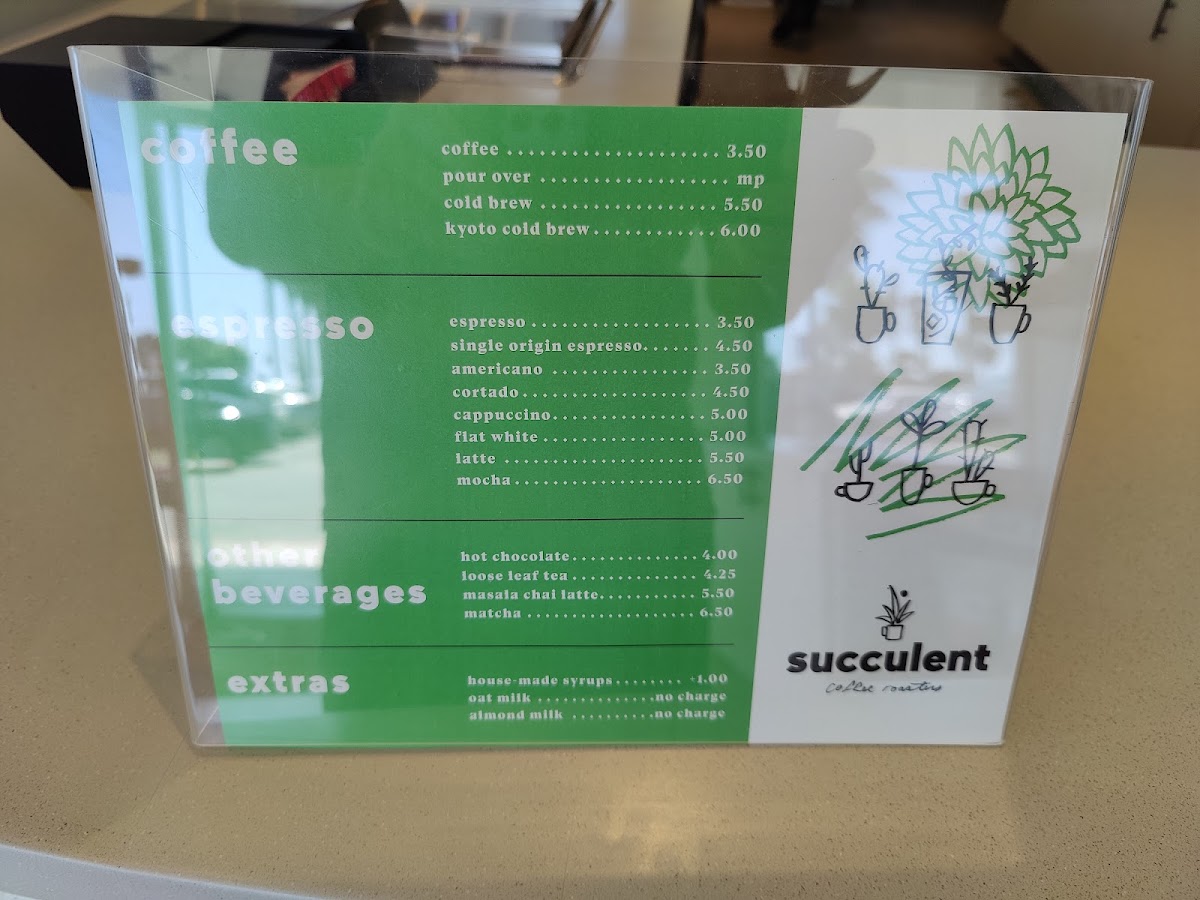 coffee
coffee ..................... 3.50
pour over .................. mp
cold brew ................. 5.50
kyoto cold brew............ 6.00
espresso
espresso................... 3.50
single origin espresso....... 4.50
americano ................. 3.50
cortado.................... 4.50
cappuccino................ 5.00
flat white.................. 5.00
latte ...................... 5.50
mocha..................... 6.50
other
beverages
hot chocolate.............. 4.00
loose leaf tea.............. 4.25
masala chai latte........... 5.50
matcha .................... 6.50
extras
house-made syrups........ +1.00
oat milk .............no charge
almond milk ..........no charge
succulent
coffee roasters